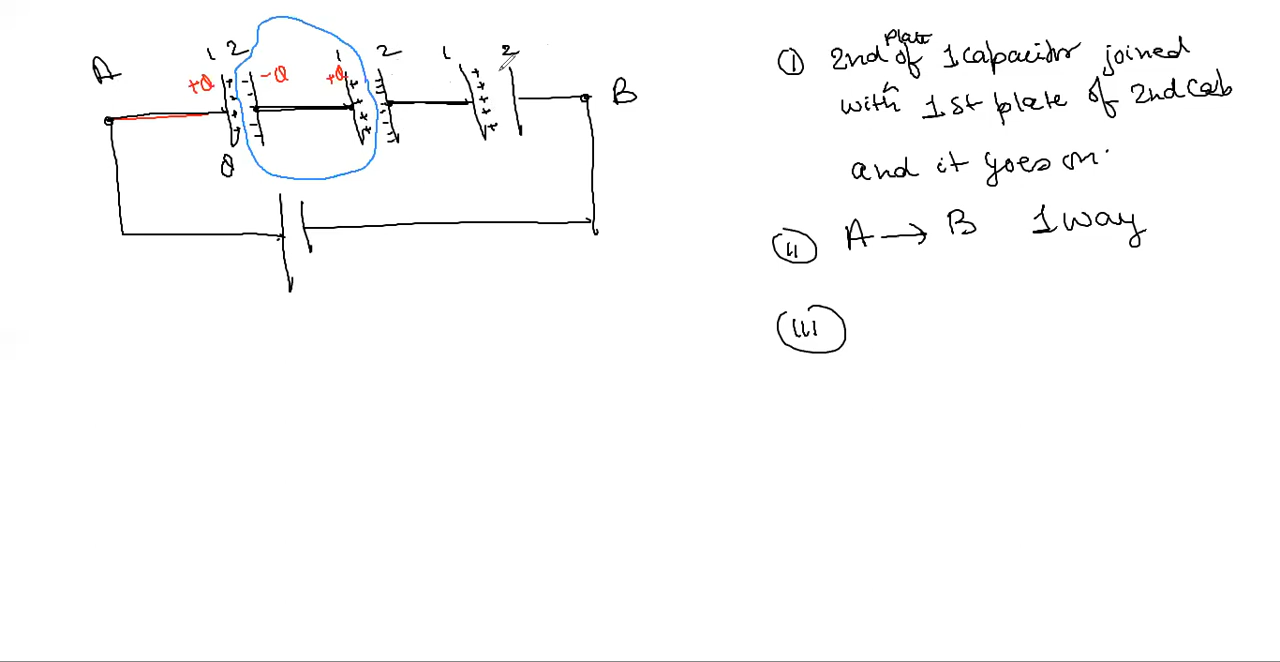 1 2 1 2 1 2
A +Q -Q +Q B
Q
① 2nd plate of 1 capacitor joined
with 1st plate of 2nd cab
and it goes on.
(ii) A → B 1 way
(iii)